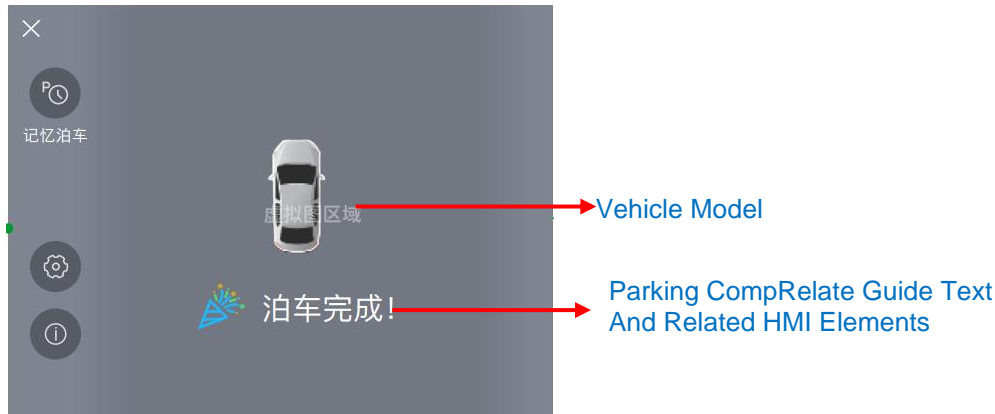 P
记忆泊车
虚拟图区域
Vehicle Model
泊车完成!
Parking CompRelate Guide Text
And Related HMI Elements